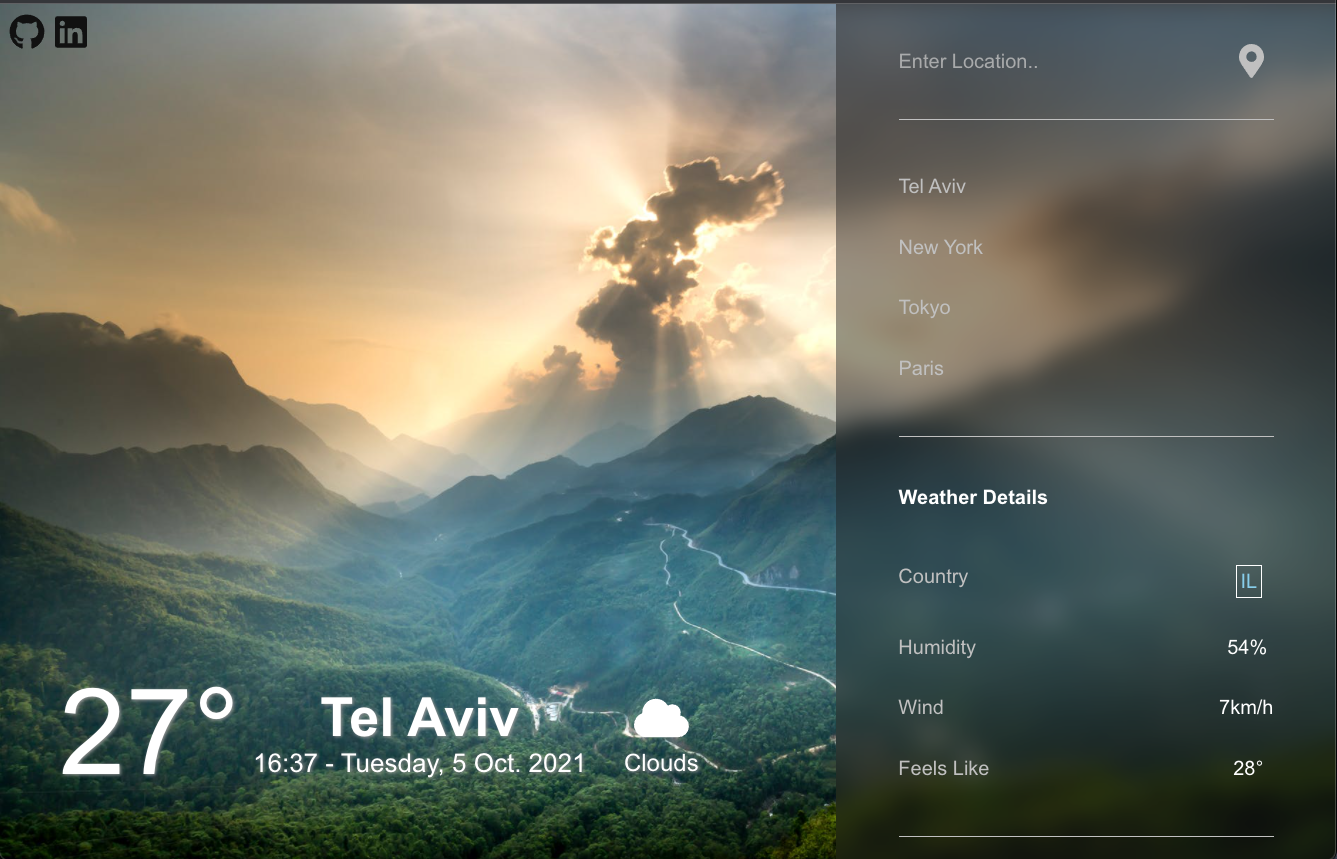 27°
Tel Aviv
16:37 - Tuesday, 5 Oct. 2021
Clouds
Enter Location..
Tel Aviv
New York
Tokyo
Paris
Weather Details
Country IL
Humidity 54%
Wind 7km/h
Feels Like 28°